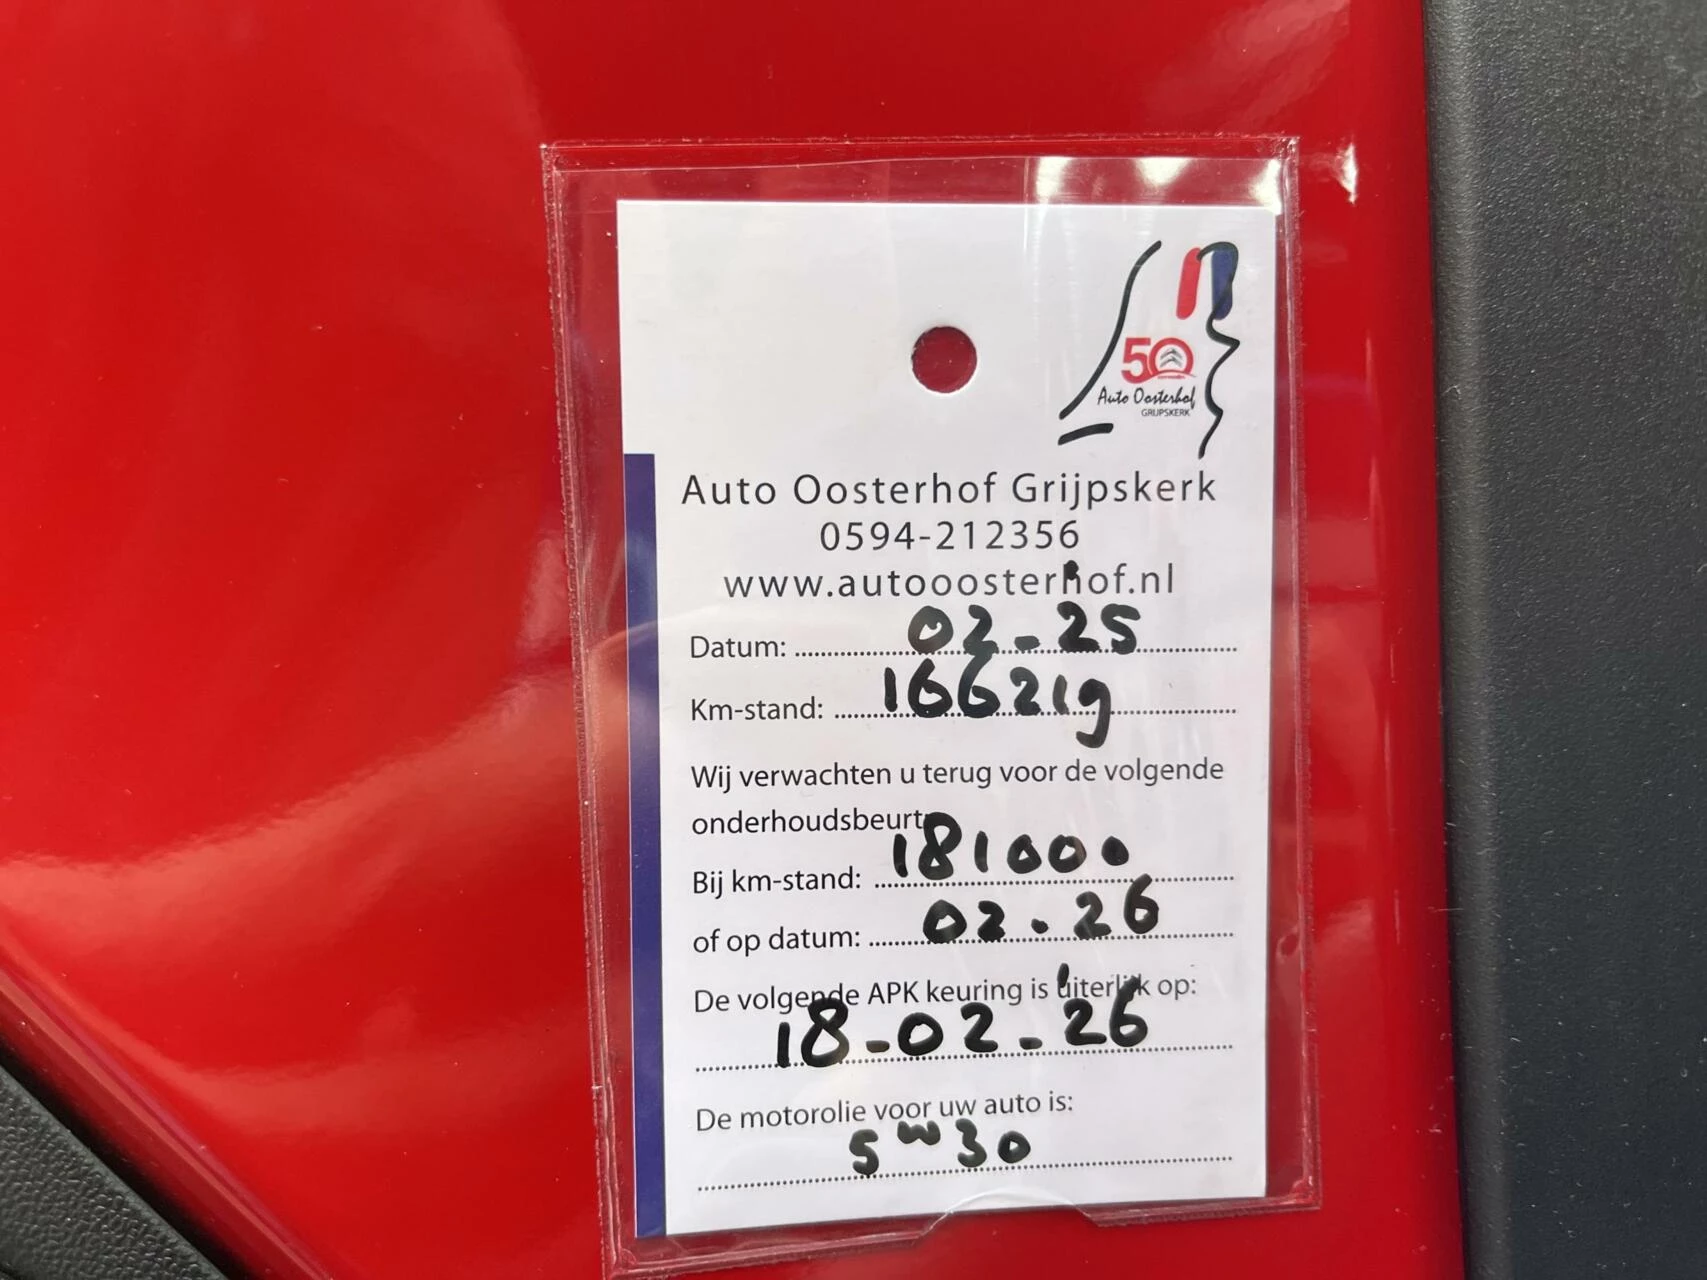 50
Auto Oosterhof
GRIJPSKERK
Auto Oosterhof Grijpskerk
0594-212356
www.autooosterhof.nl
Datum: 02-25
Km-stand: 166219
Wij verwachten u terug voor de volgende
onderhoudsbeurt:
Bij km-stand: 181000
of op datum: 02.26
De volgende APK keuring is uiterlijk op:
18-02-26
De motorolie voor uw auto is:
5w30